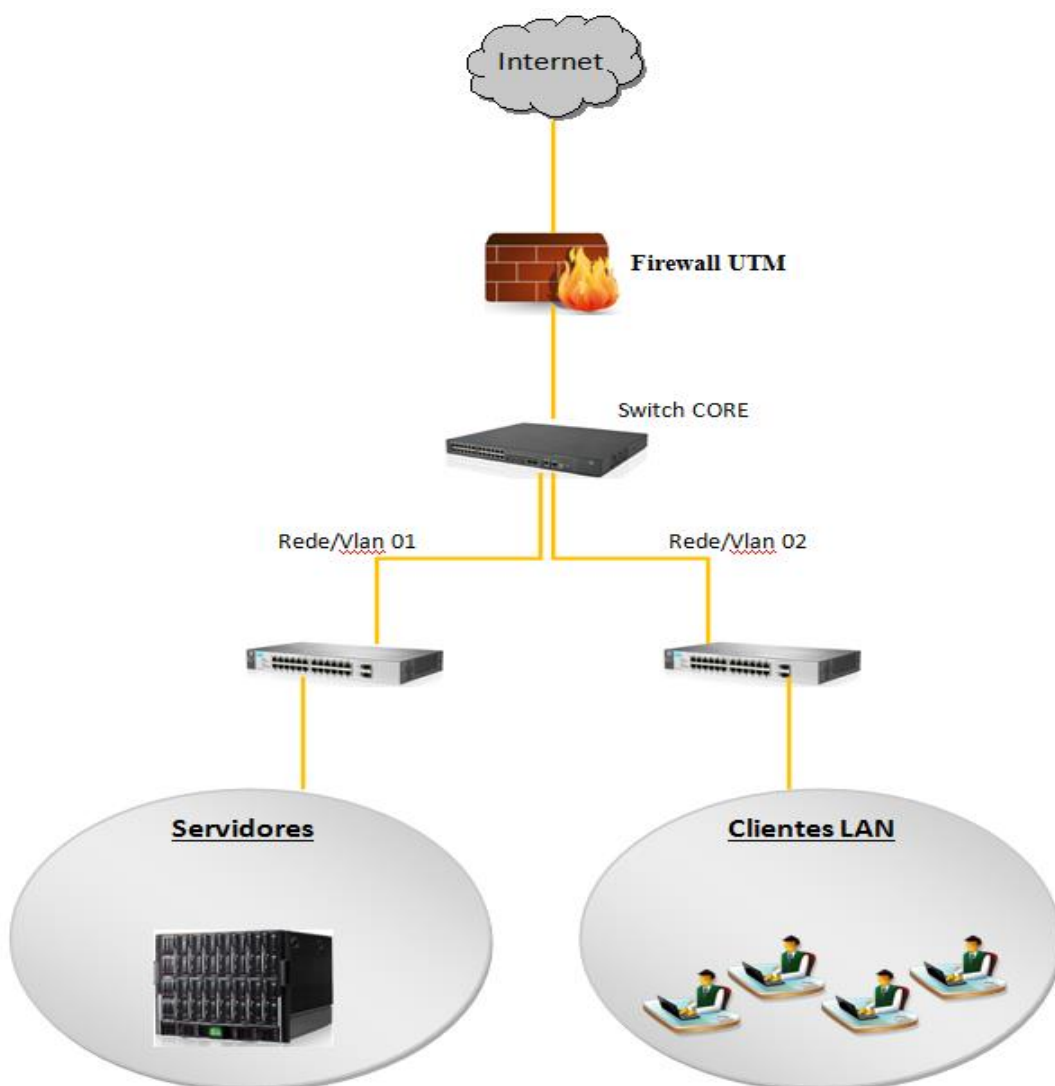 Internet
Firewall UTM
Switch CORE
Rede/Vlan 01
Rede/Vlan 02
Servidores
Clientes LAN